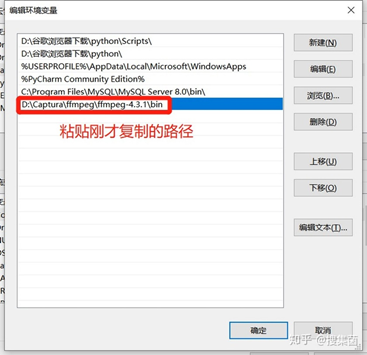 编辑环境变量
D:\谷歌浏览器下载\python\Scripts\
D:\谷歌浏览器下载\python\
%USERPROFILE%\AppData\Local\Microsoft\WindowsApps
%PyCharm Community Edition%
C:\Program Files\MySQL\MySQL Server 8.0\bin\
D:\Captura\ffmpeg\ffmpeg-4.3.1\bin
粘贴刚才复制的路径
新建(N)
编辑(E)
浏览(B)...
删除(D)
上移(U)
下移(O)
编辑文本(T)...
确定
取消
知乎 @搜集茵